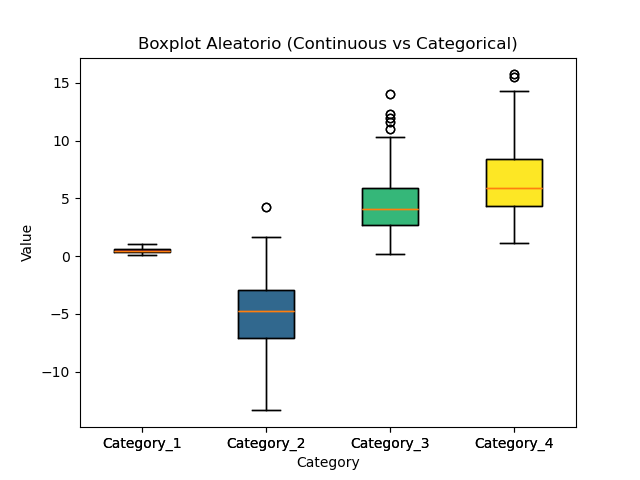 Boxplot Aleatorio (Continuous vs Categorical)
Value
15
10
5
0
−5
−10
Category_1 Category_2 Category_3 Category_4
Category